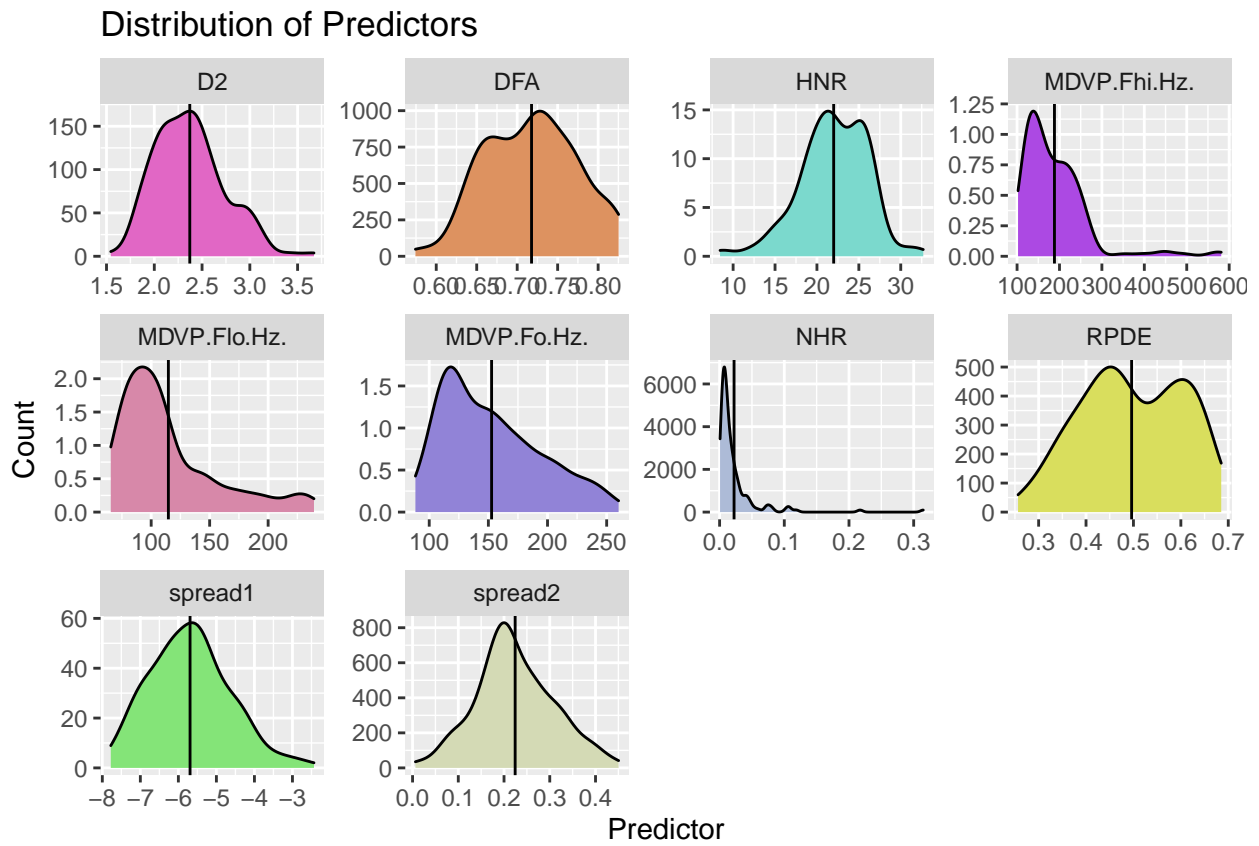 Distribution of Predictors
D2 DFA HNR MDVP.Fhi.Hz.
150
100
50
0
1.5 2.0 2.5 3.0 3.5
1000
750
500
250
0
0.60 0.65 0.70 0.75 0.80
15
10
5
0
10 15 20 25 30
1.25
1.00
0.75
0.50
0.25
0.00
100 200 300 400 500 600
MDVP.Flo.Hz. MDVP.Fo.Hz. NHR RPDE
2.0
1.5
1.0
0.5
0.0
100 150 200
1.5
1.0
0.5
0.0
100 150 200 250
6000
4000
2000
0
0.0 0.1 0.2 0.3
500
400
300
200
100
0
0.3 0.4 0.5 0.6 0.7
spread1 spread2
60
40
20
0
−8 −7 −6 −5 −4 −3
800
600
400
200
0
0.0 0.1 0.2 0.3 0.4
Count
Predictor